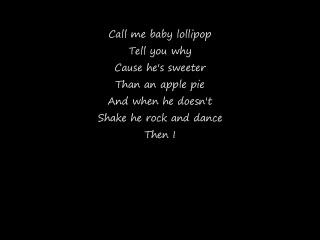 Call me baby lollipop
Tell you why
Cause he's sweeter
Than an apple pie
And when he doesn't
Shake he rock and dance
Then I